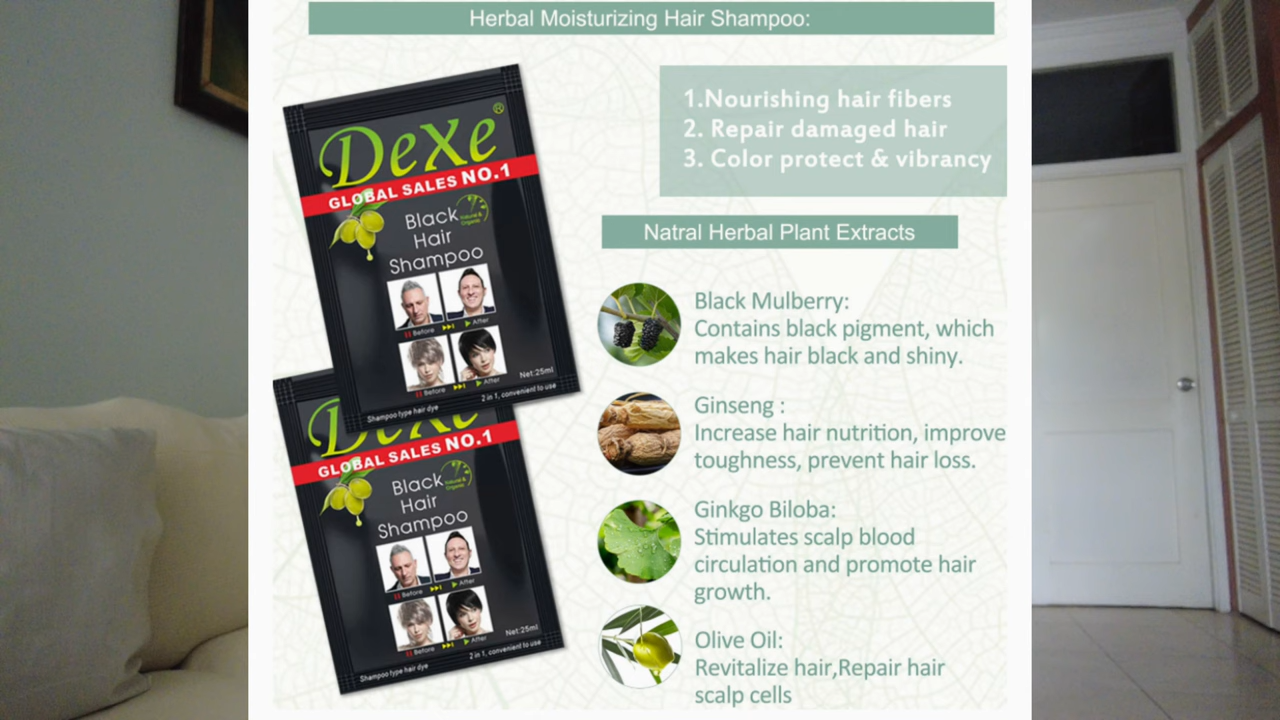 Herbal Moisturizing Hair Shampoo:
1.Nourishing hair fibers
2. Repair damaged hair
3. Color protect & vibrancy
Natral Herbal Plant Extracts
Black Mulberry:
Contains black pigment, which
makes hair black and shiny.
Ginseng :
Increase hair nutrition, improve
toughness, prevent hair loss.
Ginkgo Biloba:
Stimulates scalp blood
circulation and promote hair
growth.
Olive Oil:
Revitalize hair,Repair hair
scalp cells
DeXe®
GLOBAL SALES NO.1
Black
Hair
Shampoo
Natural &
Organic
Before After
Before After
Net:25ml
Shampoo type hair dye
2 in 1, convenient to use
DeXe
GLOBAL SALES NO.1
Black
Hair
Shampoo
Natural &
Organic
Before After
Before After
Net:25ml
Shampoo type hair dye
2 in 1, convenient to use